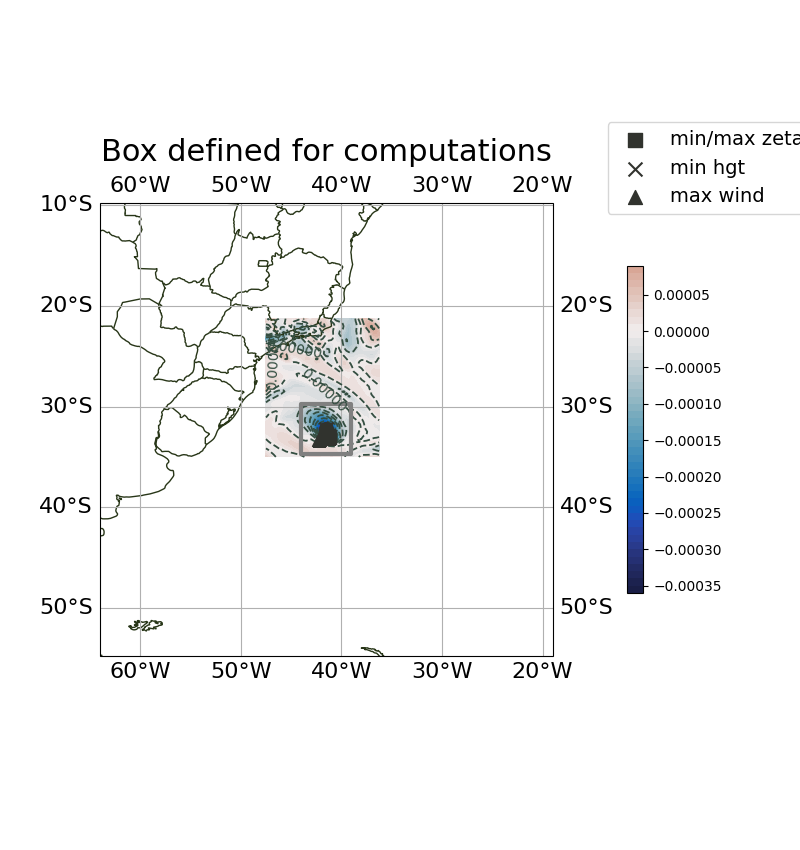 Box defined for computations
min/max zeta
min hgt
max wind
60°W 50°W 40°W 30°W 20°W
10°S
20°S 20°S
30°S 30°S
40°S 40°S
50°S 50°S
60°W 50°W 40°W 30°W 20°W
0.00000
0.00005
0.00000
−0.00005
−0.00010
−0.00015
−0.00020
−0.00025
−0.00030
−0.00035